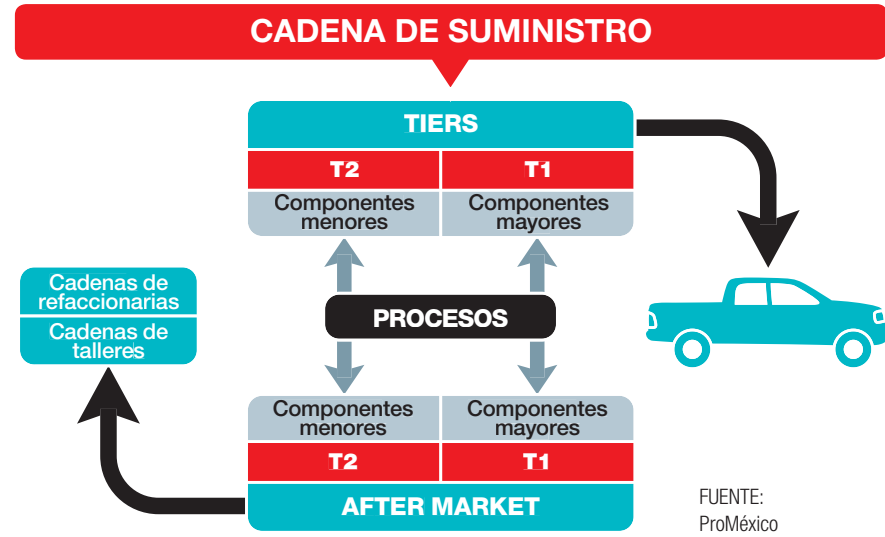 CADENA DE SUMINISTRO
TIERS
T2
T1
Componentes
menores
Componentes
mayores
Cadenas de
refaccionarias
Cadenas de
talleres
PROCESOS
Componentes
menores
Componentes
mayores
T2
T1
AFTER MARKET
FUENTE:
ProMéxico